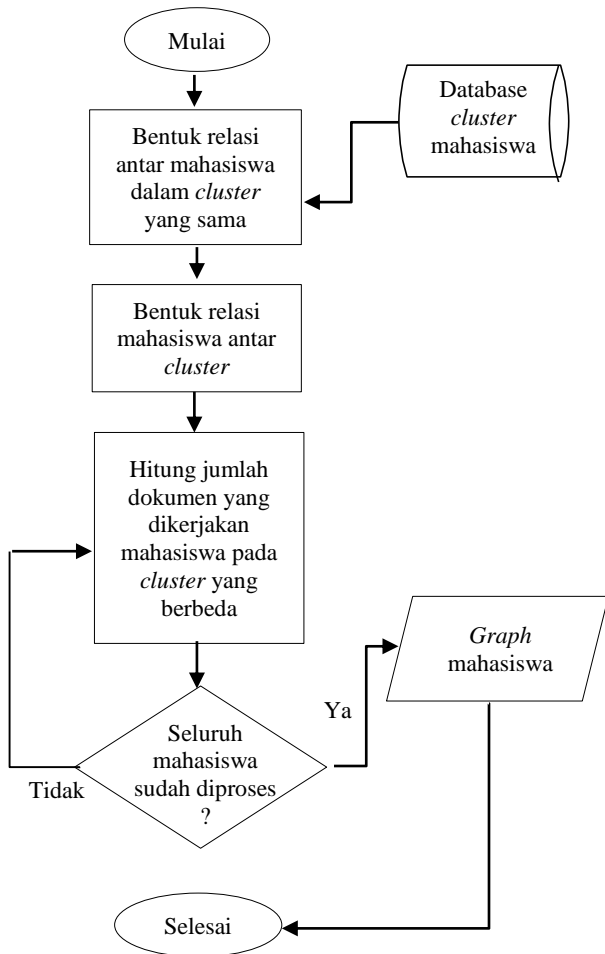 Mulai
Database
cluster
mahasiswa
Bentuk relasi
antar mahasiswa
dalam cluster
yang sama
Bentuk relasi
mahasiswa antar
cluster
Hitung jumlah
dokumen yang
dikerjakan
mahasiswa pada
cluster yang
berbeda
Graph
mahasiswa
Ya
Seluruh
mahasiswa
sudah diproses
?
Tidak
Selesai